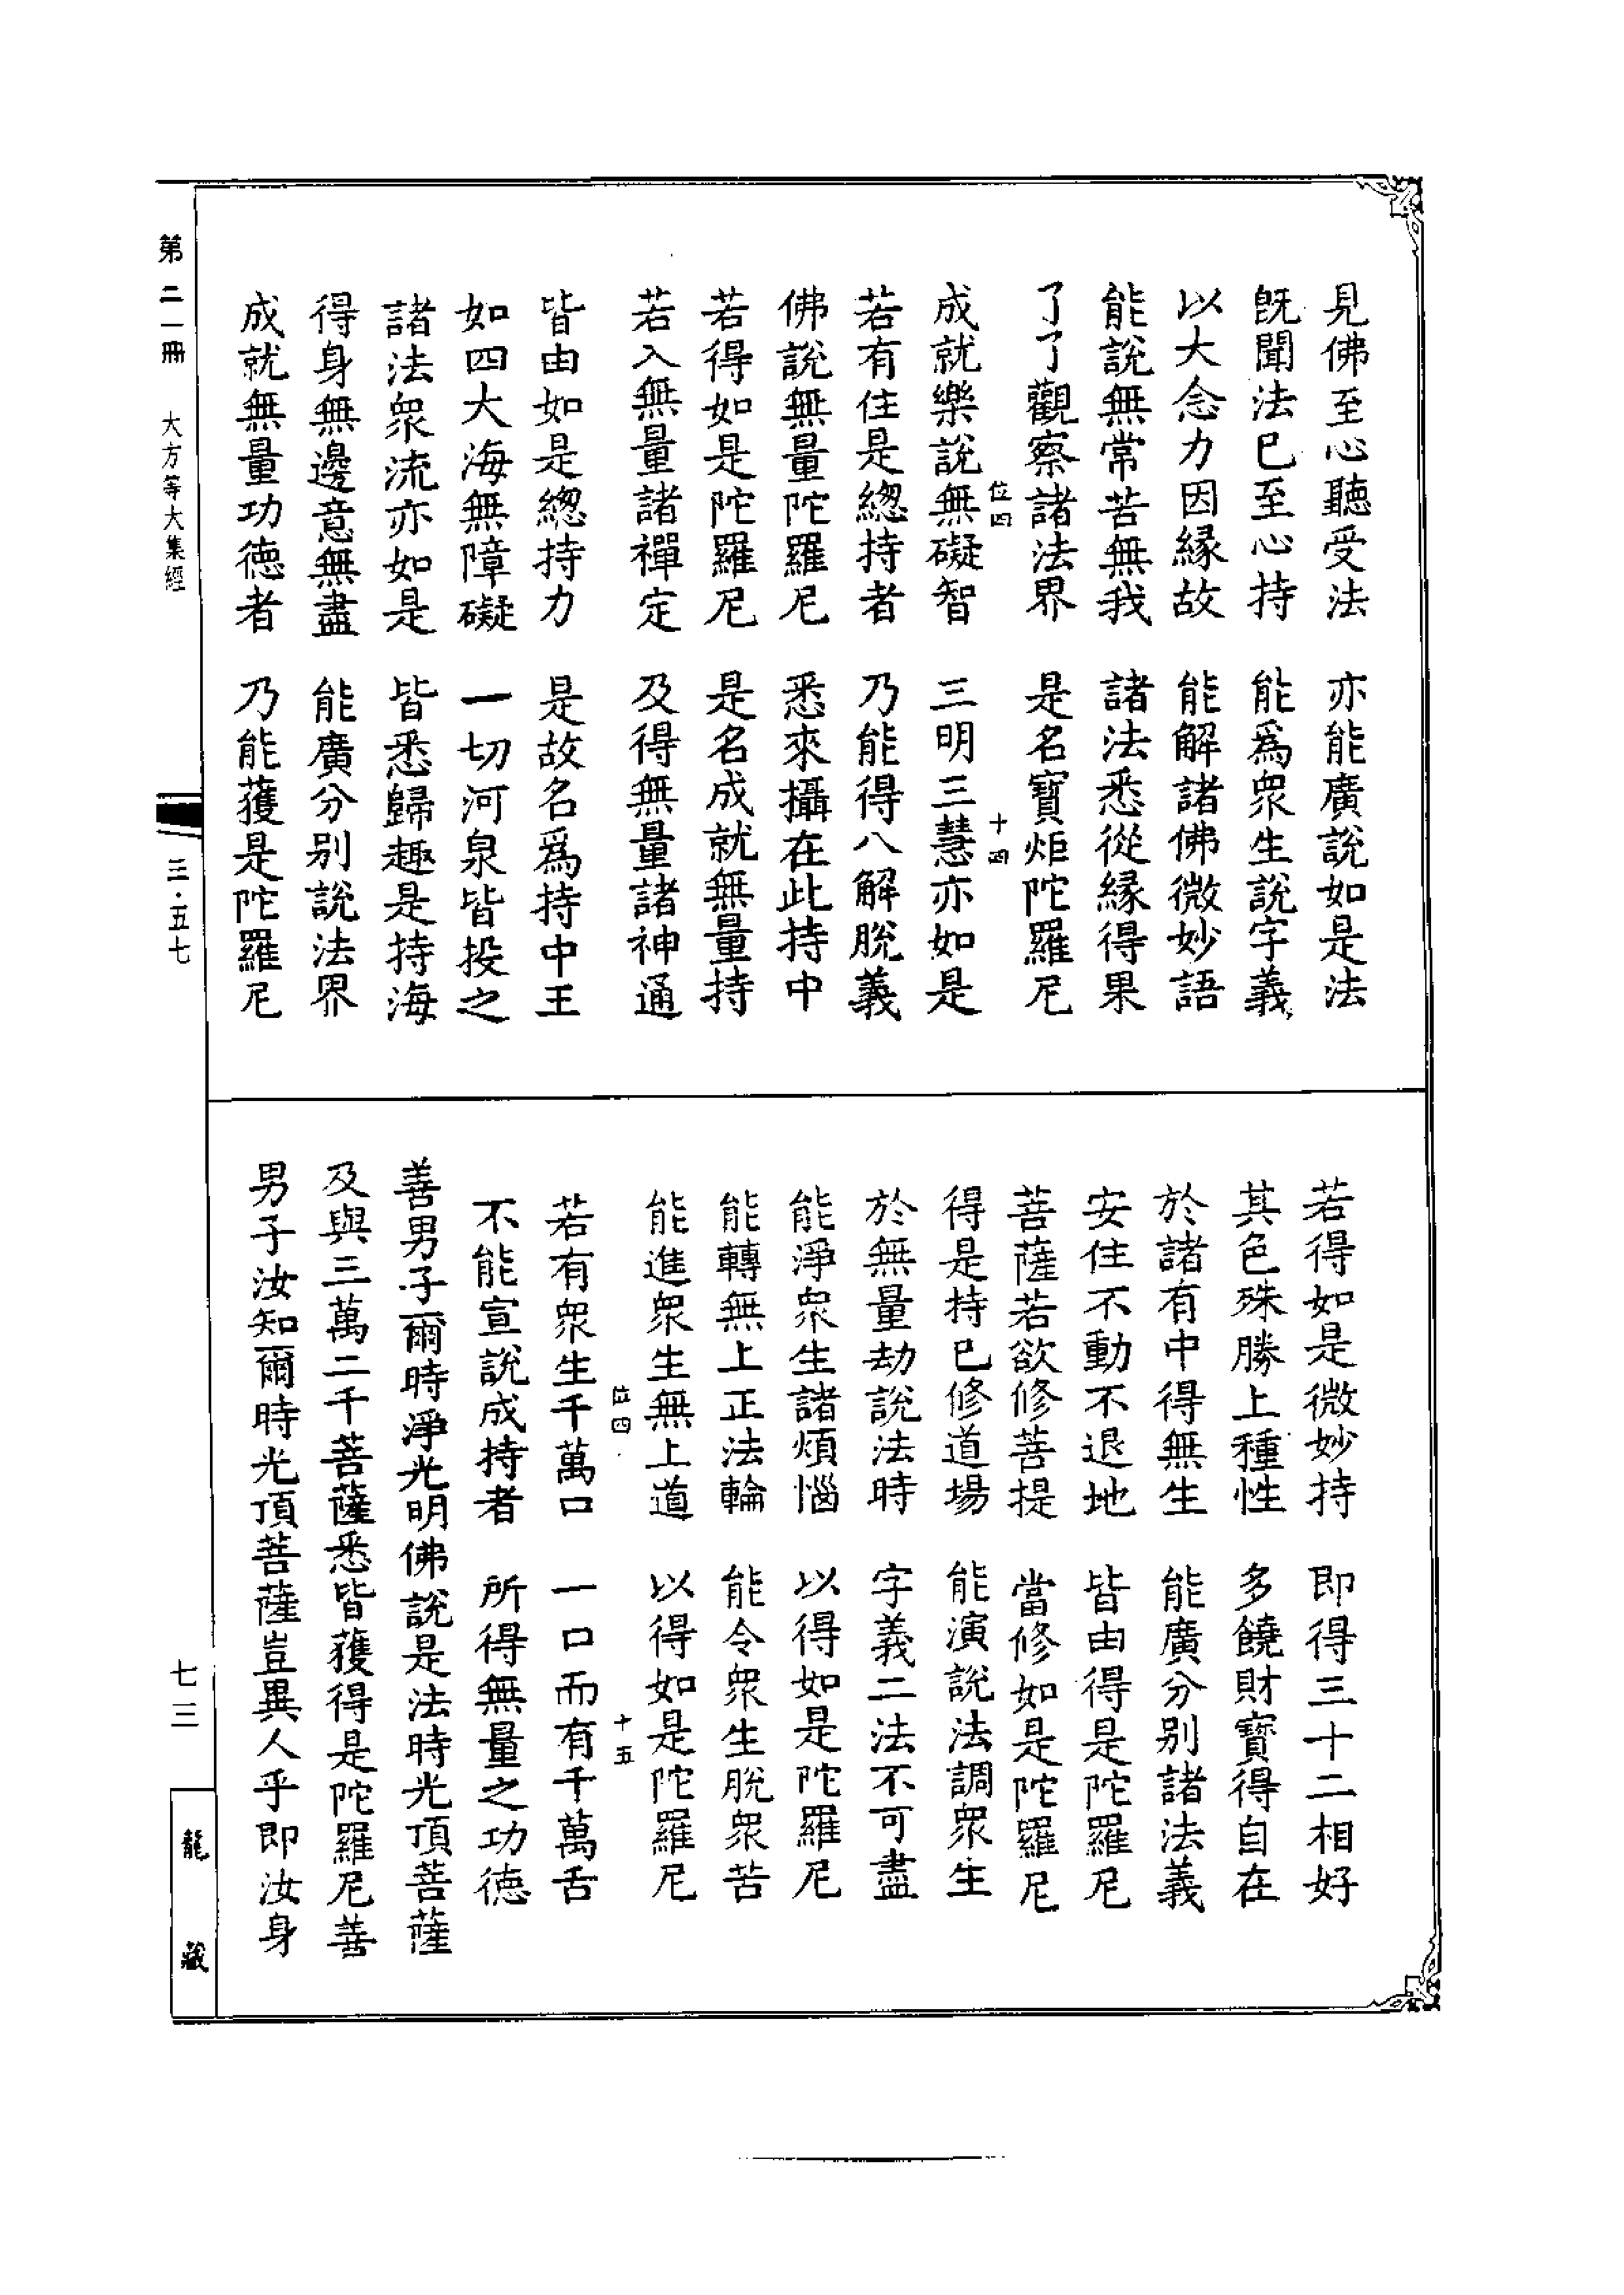 見佛至心聽受法　亦能廣說如是法
旣聞法已至心持　能爲衆生說字義
以大念力因緣故　能解諸佛微妙語
能說無常苦無我　諸法悉從緣得果
了了觀察諸法界　是名寶炬陀羅尼
位四　十四
成就樂說無礙智　三明三慧亦如是
若有住是總持者　乃能得八解脫義
佛說無量陀羅尼　悉來攝在此持中
若得如是陀羅尼　是名成就無量持
若入無量諸禪定　及得無量諸神通
皆由如是總持力　是故名爲持中王
如四大海無障礙　一切河泉皆投之
諸法衆流亦如是　皆悉歸趣是持海
得身無邊意無盡　能廣分别說法界
成就無量功德者　乃能獲是陀羅尼
若得如是微妙持　即得三十二相好
其色殊勝上種性　多饒財寶得自在
於諸有中得無生　能廣分别諸法義
安住不動不退地　皆由得是陀羅尼
菩薩若欲修菩提　當修如是陀羅尼
得是持已修道場　能演說法調衆生
於無量劫說法時　字義二法不可盡
能淨衆生諸煩惱　以得如是陀羅尼
能轉無上正法輪　能令衆生脫衆苦
能進衆生無上道　以得如是陀羅尼
位四　十五
若有衆生千萬口　一口而有千萬舌
不能宣說成持者　所得無量之功德
善男子爾時淨光明佛說是法時光頂菩薩
及與三萬二千菩薩悉皆獲得是陀羅尼善
男子汝知爾時光頂菩薩豈異人乎即汝身
第二一冊　大方等大集經　三·五七　七三　龍藏